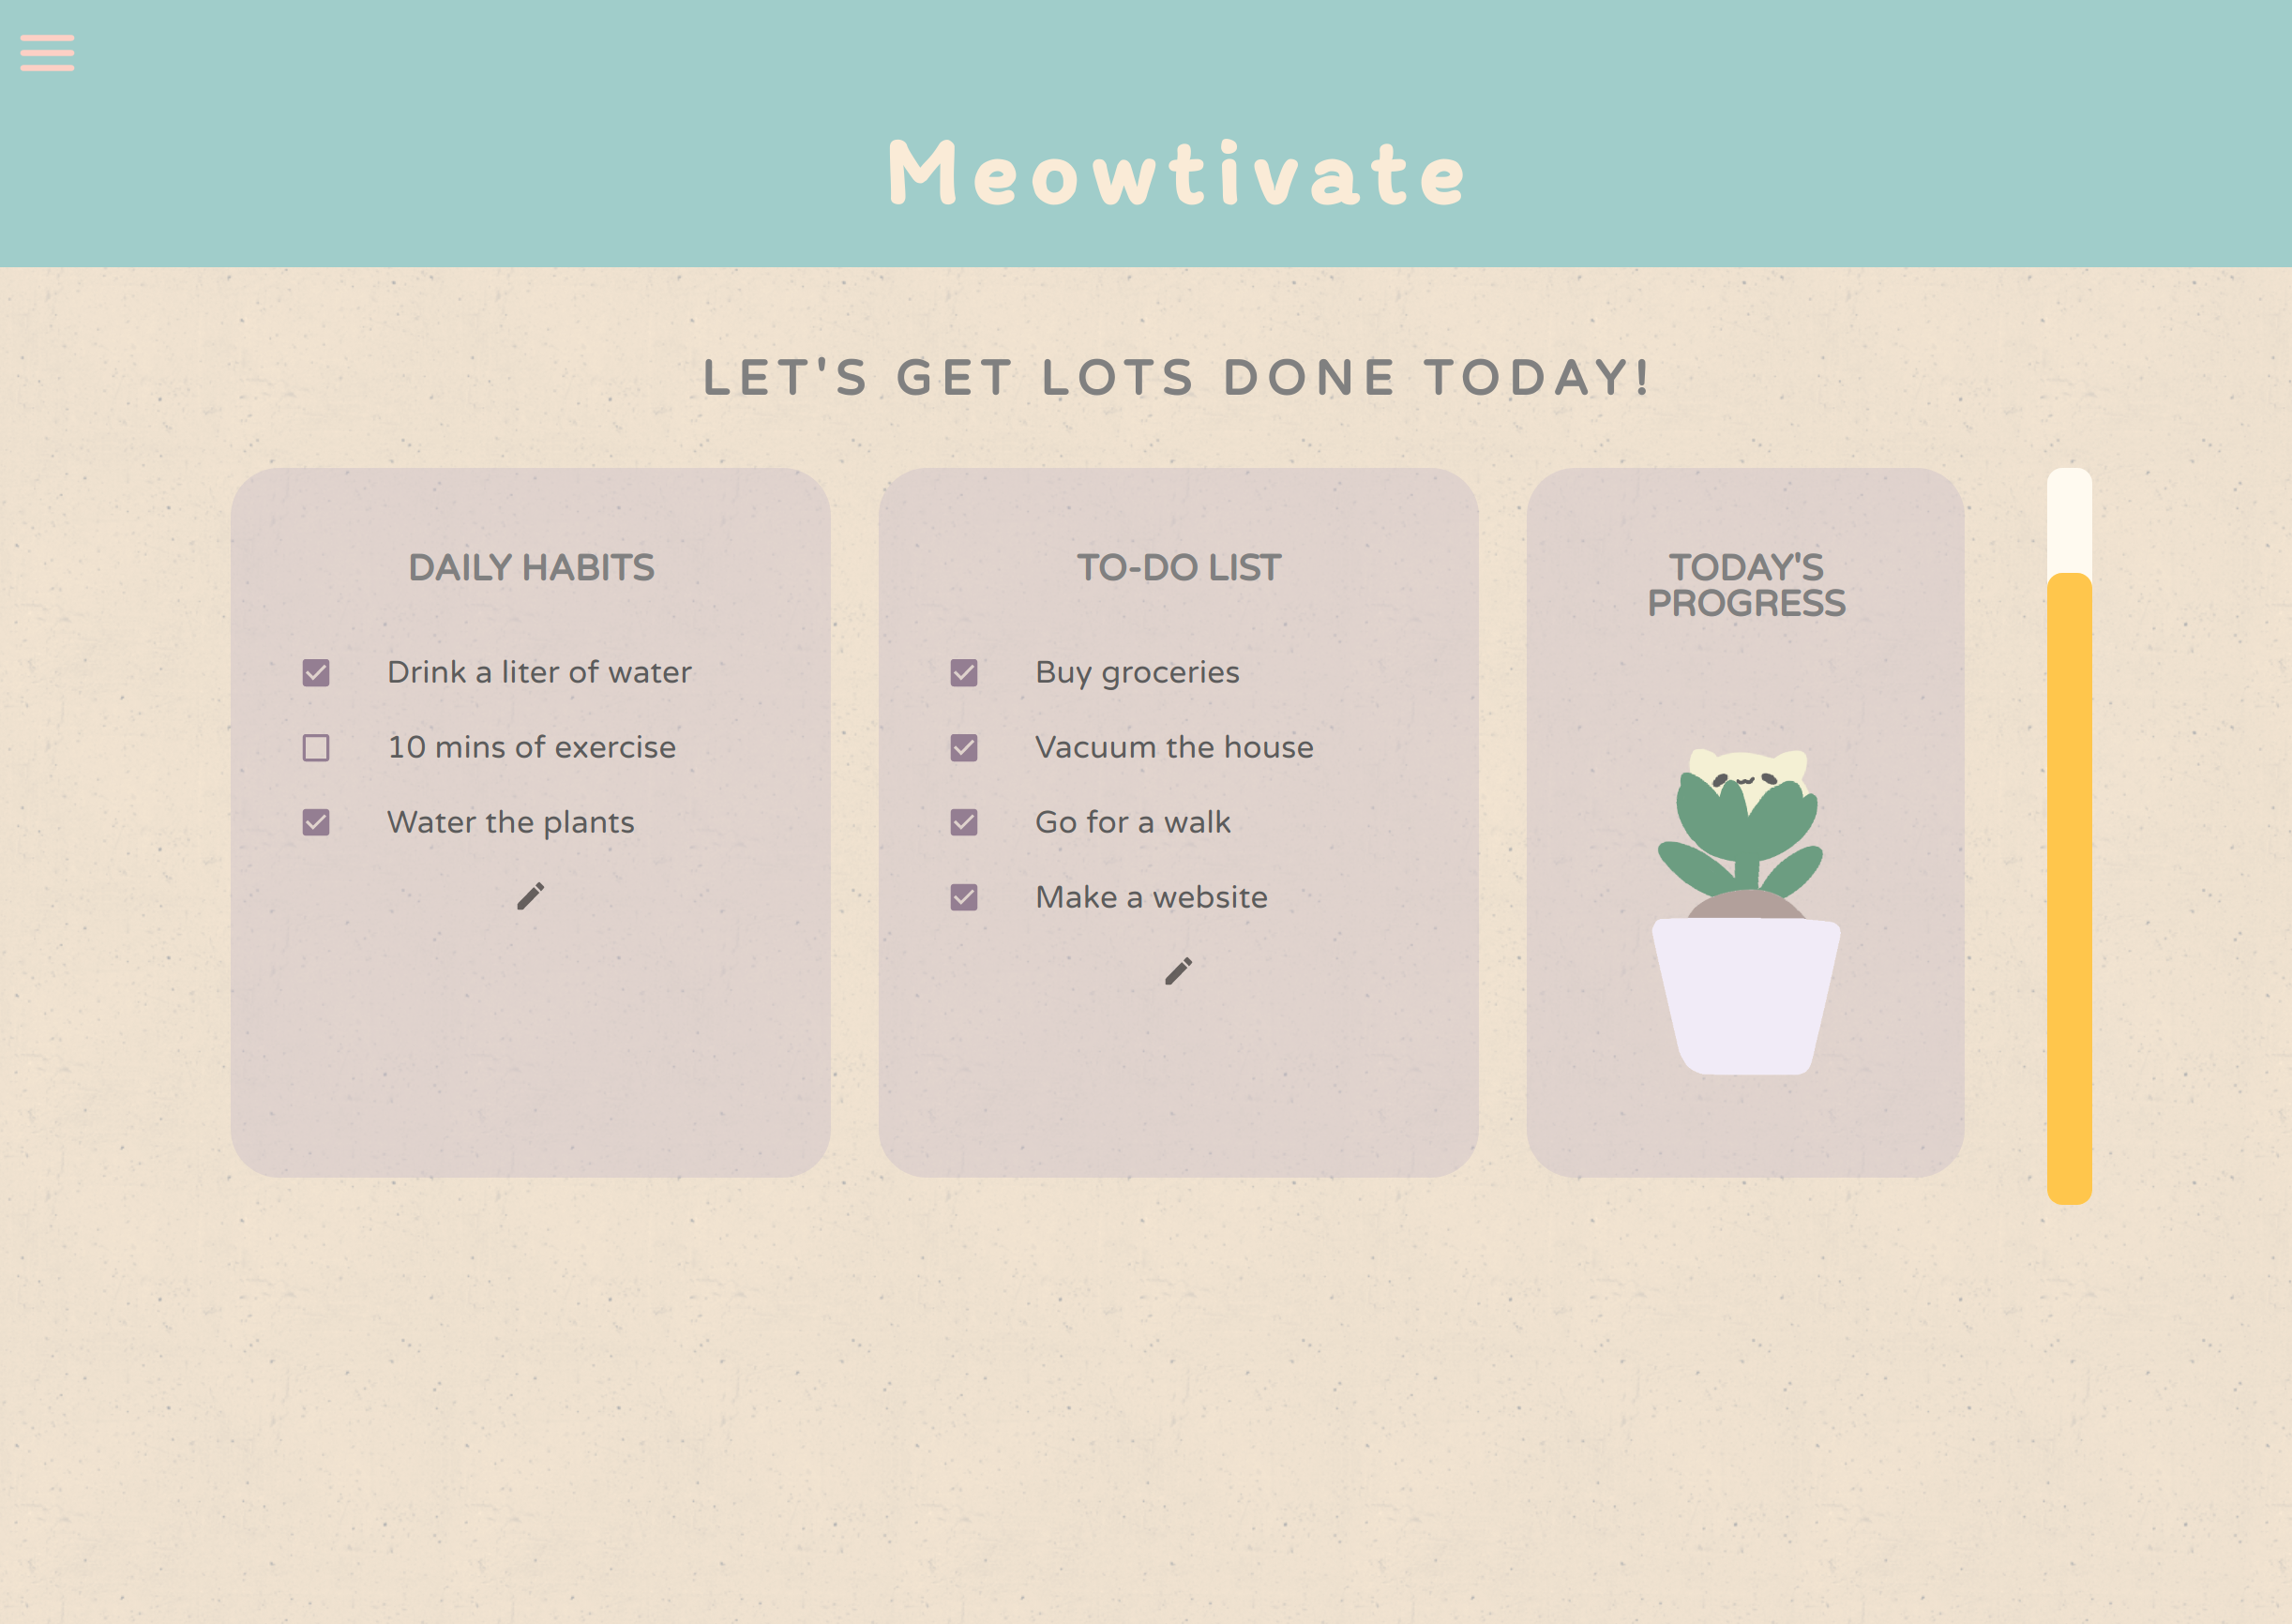 Meowtivate
LET'S GET LOTS DONE TODAY!
DAILY HABITS
Drink a liter of water
10 mins of exercise
Water the plants
TO-DO LIST
Buy groceries
Vacuum the house
Go for a walk
Make a website
TODAY'S
PROGRESS